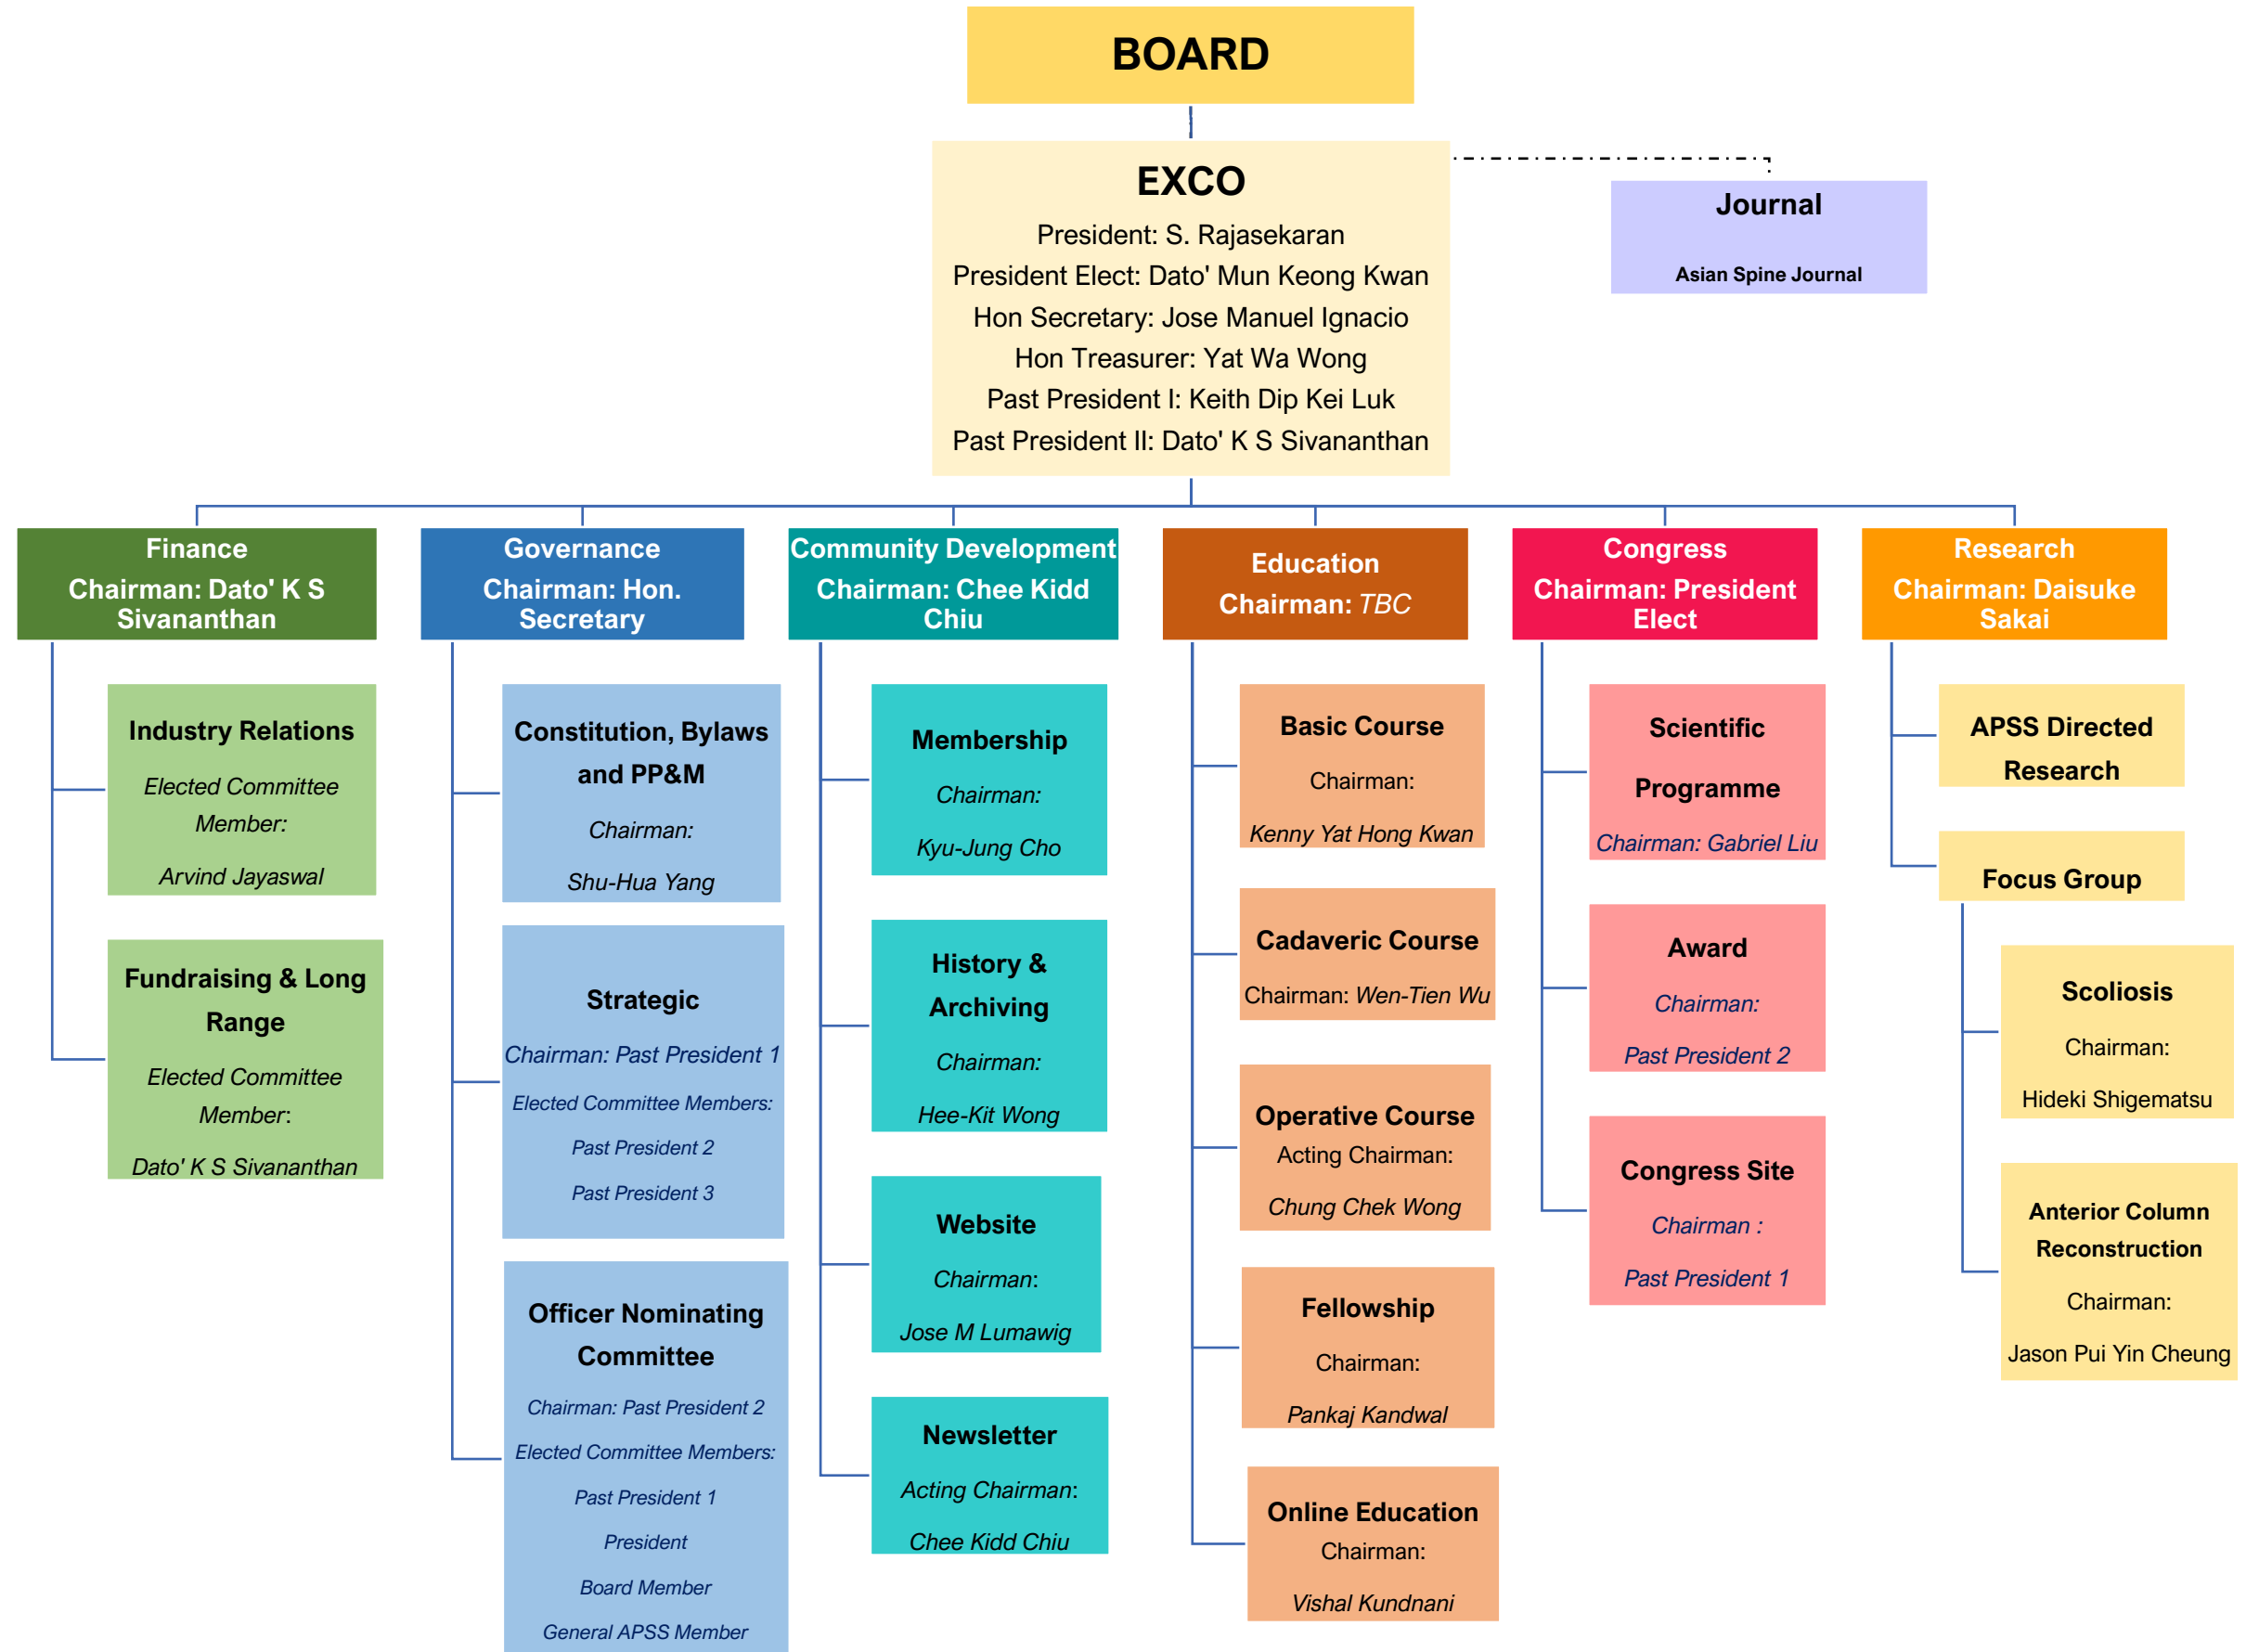 BOARD
EXCO
President: S. Rajasekaran
President Elect: Dato' Mun Keong Kwan
Hon Secretary: Jose Manuel Ignacio
Hon Treasurer: Yat Wa Wong
Past President I: Keith Dip Kei Luk
Past President II: Dato' K S Sivananthan
Journal
Asian Spine Journal
Finance
Chairman: Dato' K S
Sivananthan
Industry Relations
Elected Committee
Member:
Arvind Jayaswal
Fundraising & Long
Range
Elected Committee
Member:
Dato' K S Sivananthan
Governance
Chairman: Hon.
Secretary
Constitution, Bylaws
and PP&M
Chairman:
Shu-Hua Yang
Strategic
Chairman: Past President 1
Elected Committee Members:
Past President 2
Past President 3
Officer Nominating
Committee
Chairman: Past President 2
Elected Committee Members:
Past President 1
President
Board Member
General APSS Member
Community Development
Chairman: Chee Kidd
Chiu
Membership
Chairman:
Kyu-Jung Cho
History &
Archiving
Chairman:
Hee-Kit Wong
Website
Chairman:
Jose M Lumawig
Newsletter
Acting Chairman:
Chee Kidd Chiu
Education
Chairman: TBC
Basic Course
Chairman:
Kenny Yat Hong Kwan
Cadaveric Course
Chairman: Wen-Tien Wu
Operative Course
Acting Chairman:
Chung Chek Wong
Fellowship
Chairman:
Pankaj Kandwal
Online Education
Chairman:
Vishal Kundnani
Congress
Chairman: President
Elect
Scientific
Programme
Chairman: Gabriel Liu
Award
Chairman:
Past President 2
Congress Site
Chairman :
Past President 1
Research
Chairman: Daisuke
Sakai
APSS Directed
Research
Focus Group
Scoliosis
Chairman:
Hideki Shigematsu
Anterior Column
Reconstruction
Chairman:
Jason Pui Yin Cheung